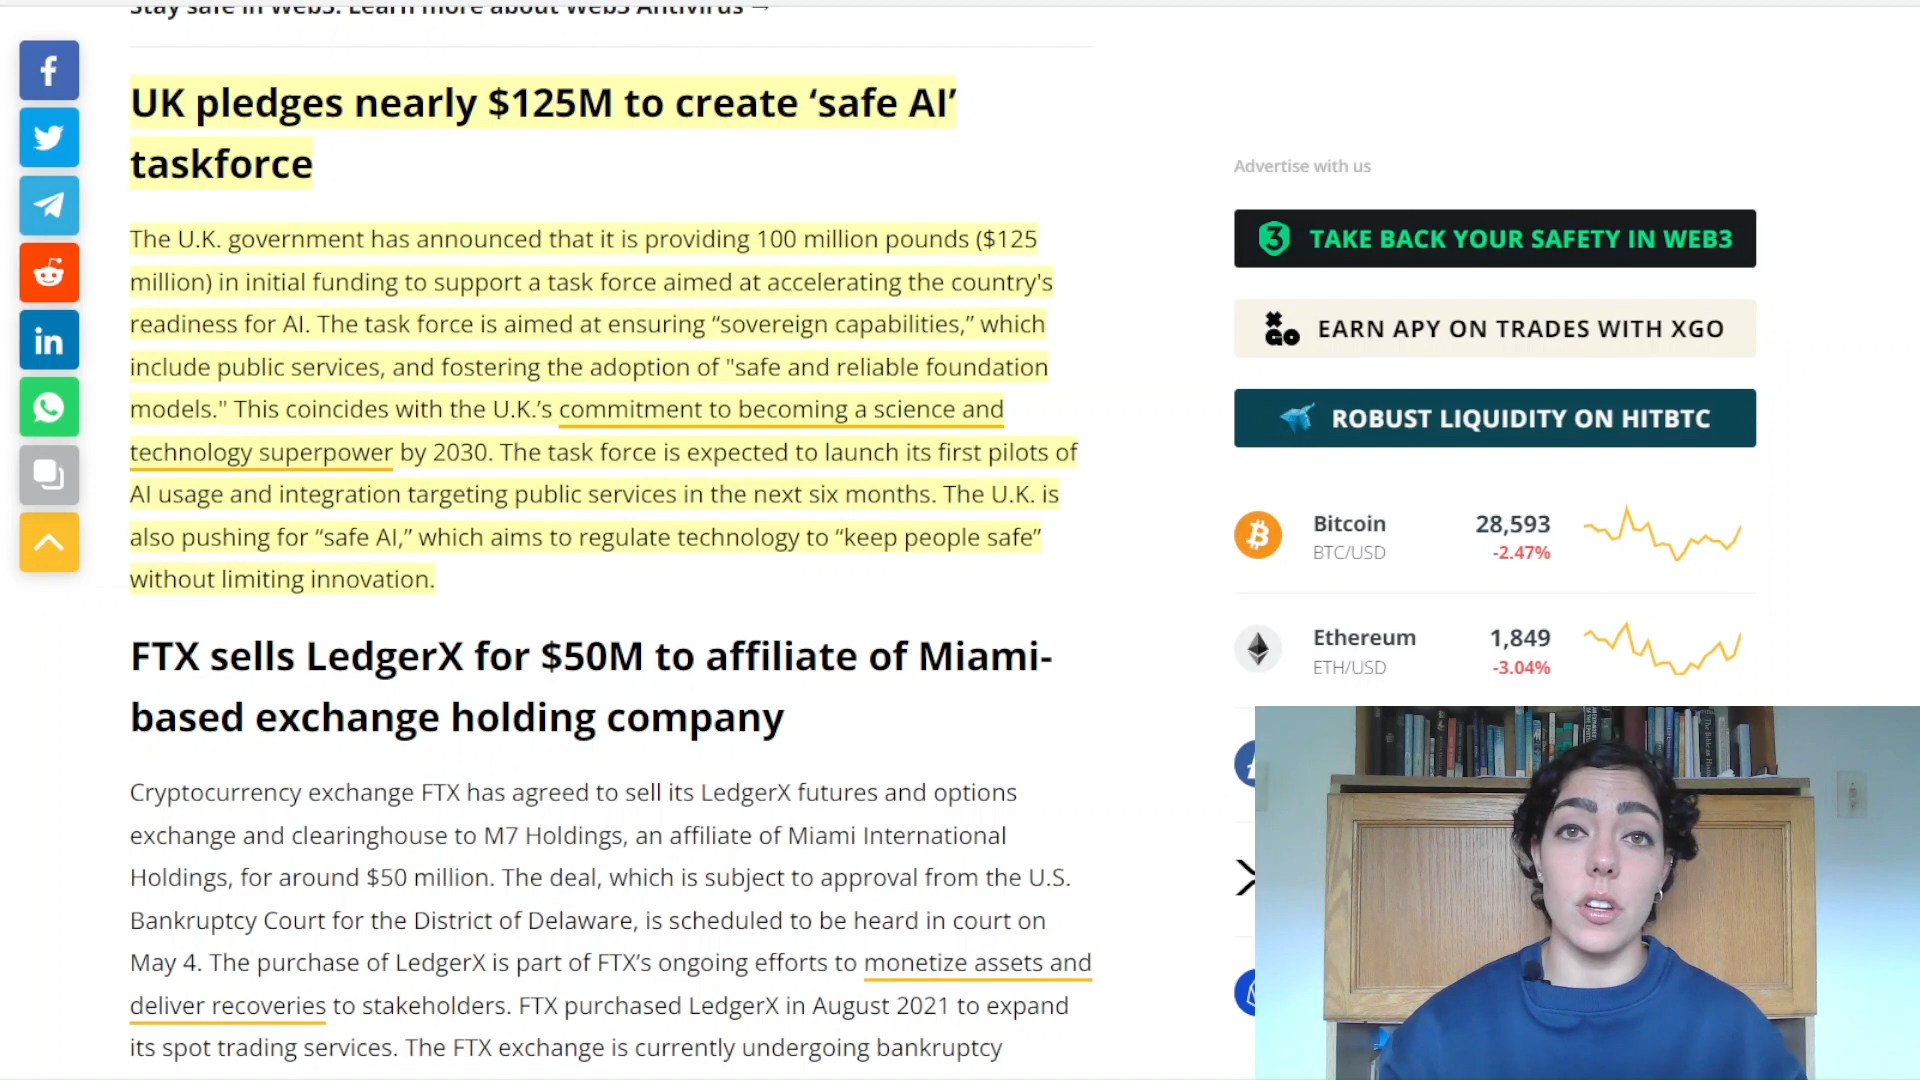 Stay safe in Web3. Learn more about Web3 Antivirus →
UK pledges nearly $125M to create ‘safe AI’
taskforce
The U.K. government has announced that it is providing 100 million pounds ($125
million) in initial funding to support a task force aimed at accelerating the country's
readiness for AI. The task force is aimed at ensuring “sovereign capabilities,” which
include public services, and fostering the adoption of "safe and reliable foundation
models." This coincides with the U.K.’s commitment to becoming a science and
technology superpower by 2030. The task force is expected to launch its first pilots of
AI usage and integration targeting public services in the next six months. The U.K. is
also pushing for “safe AI,” which aims to regulate technology to “keep people safe”
without limiting innovation.
FTX sells LedgerX for $50M to affiliate of Miami-
based exchange holding company
Cryptocurrency exchange FTX has agreed to sell its LedgerX futures and options
exchange and clearinghouse to M7 Holdings, an affiliate of Miami International
Holdings, for around $50 million. The deal, which is subject to approval from the U.S.
Bankruptcy Court for the District of Delaware, is scheduled to be heard in court on
May 4. The purchase of LedgerX is part of FTX’s ongoing efforts to monetize assets and
deliver recoveries to stakeholders. FTX purchased LedgerX in August 2021 to expand
its spot trading services. The FTX exchange is currently undergoing bankruptcy
Advertise with us
TAKE BACK YOUR SAFETY IN WEB3
EARN APY ON TRADES WITH XGO
ROBUST LIQUIDITY ON HITBTC
Bitcoin 28,593
BTC/USD -2.47%
Ethereum 1,849
ETH/USD -3.04%